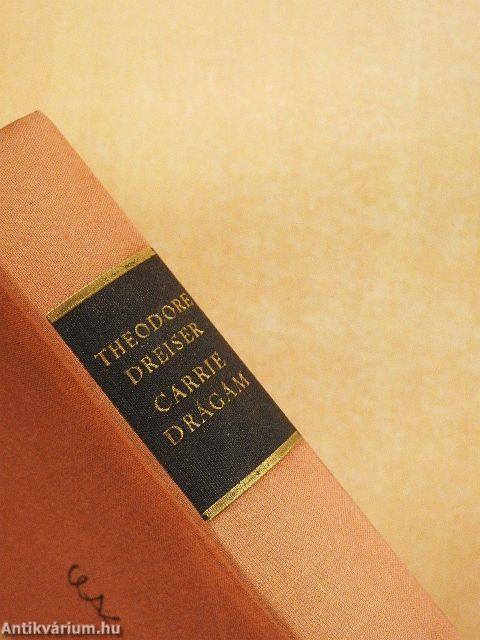 THEODORE
DREISER
CARRIE
DRÁGÁM
Antikvárium.hu